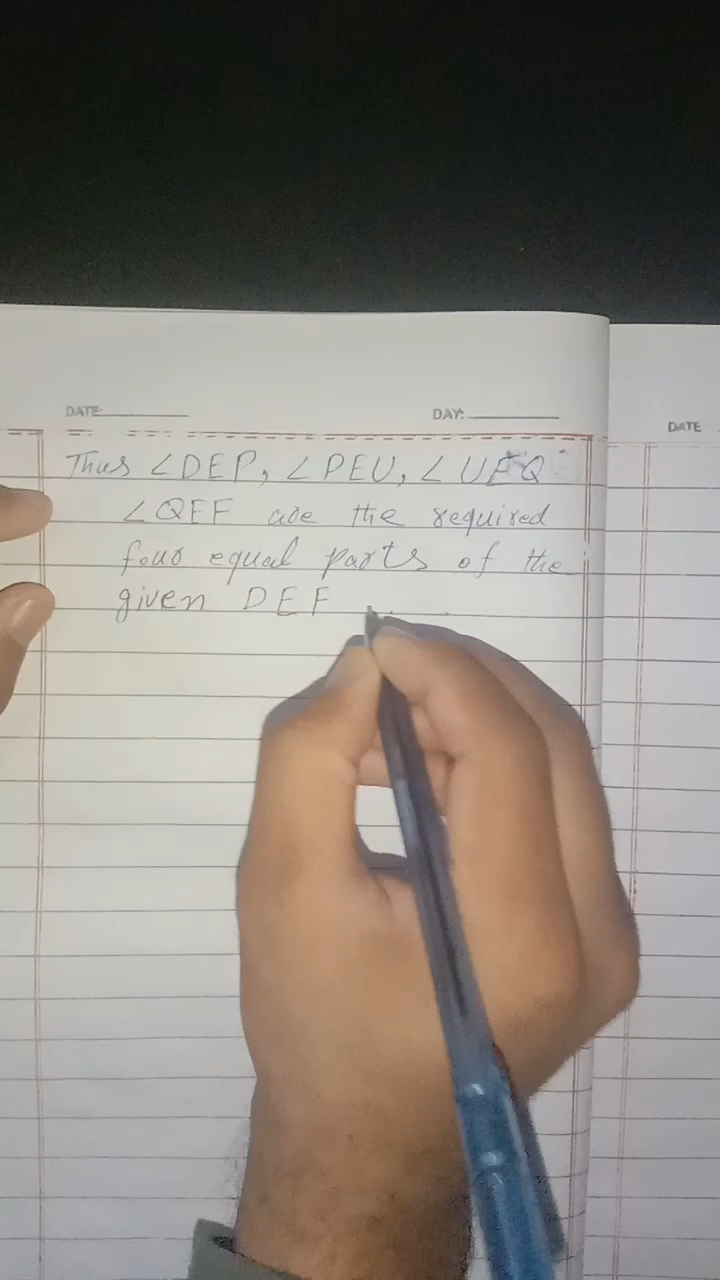 DATE: DAY:
DATE
Thus ∠DEP, ∠PEU, ∠UEQ
∠QEF are the required
four equal parts of the
given DEF